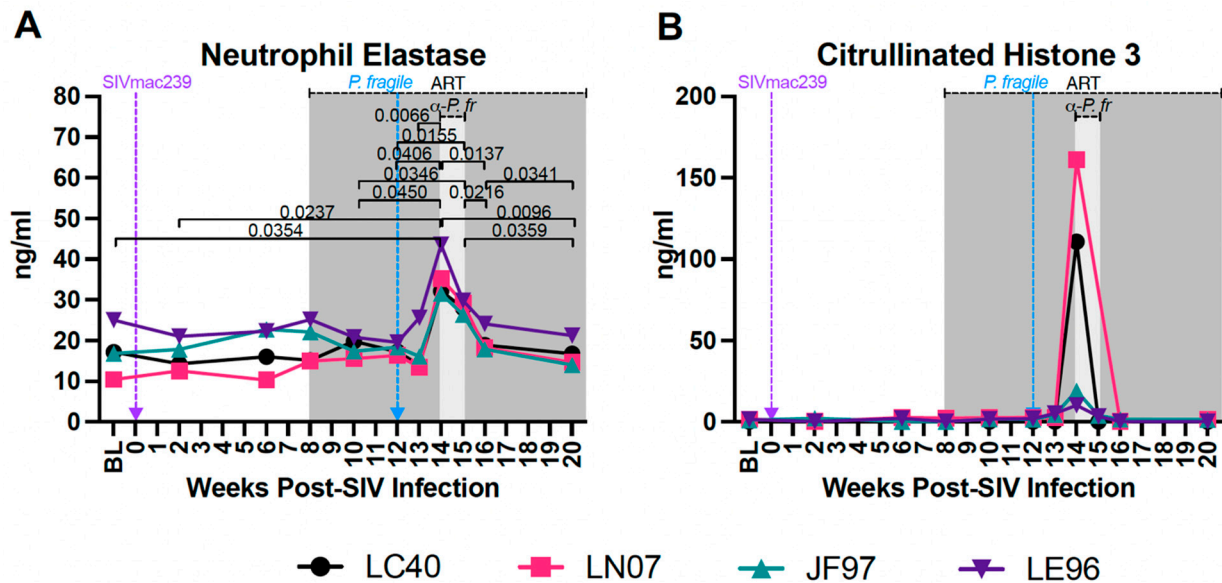 A
Neutrophil Elastase
SIVmac239
P. fragile
ART
α-P. fr
80
70
60
50
40
30
20
10
0
ng/ml
0.0066
0.0155
0.0406
0.0137
0.0346
0.0341
0.0450
0.0216
0.0237
0.0096
0.0354
0.0359
BL 0 1 2 3 4 5 6 7 8 9 10 11 12 13 14 15 16 17 18 19 20
Weeks Post-SIV Infection
B
Citrullinated Histone 3
SIVmac239
P. fragile
ART
α-P. fr
200
150
100
50
0
ng/ml
BL 0 1 2 3 4 5 6 7 8 9 10 11 12 13 14 15 16 17 18 19 20
Weeks Post-SIV Infection
LC40 LN07 JF97 LE96